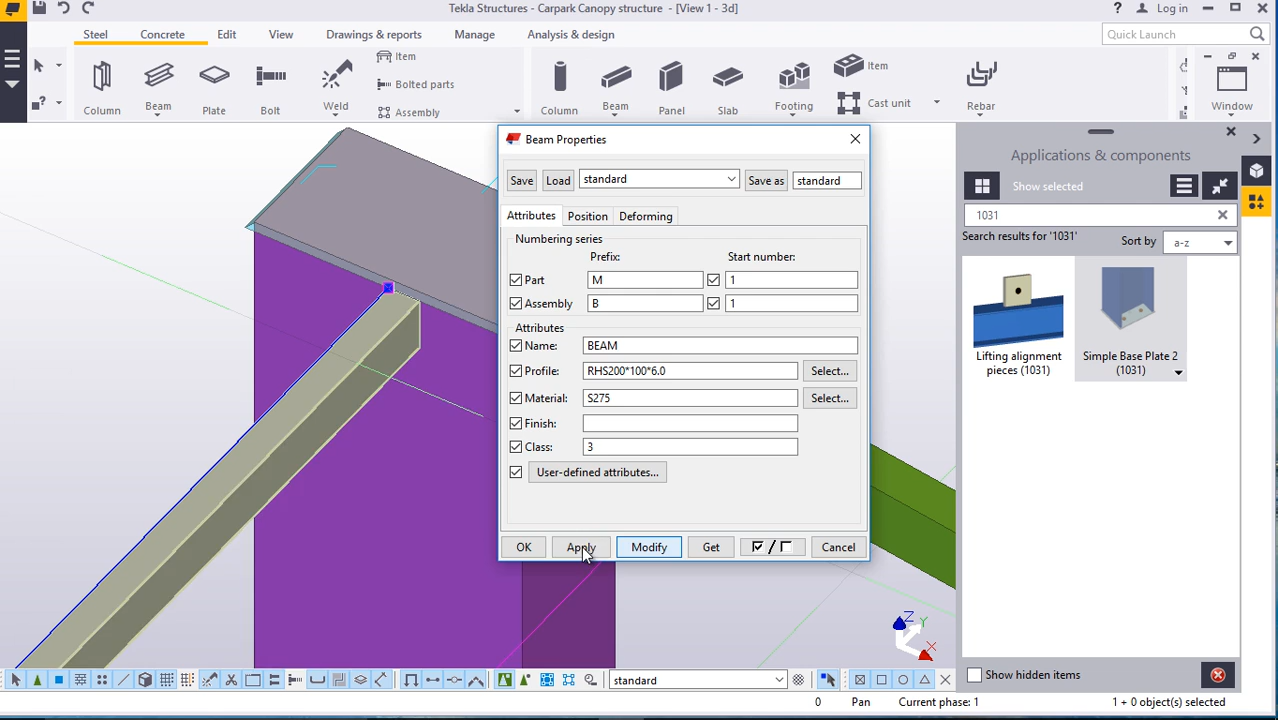 Tekla Structures - Carpark Canopy structure - [View 1 - 3d]
? Log in
Steel Concrete Edit View Drawings & reports Manage Analysis & design
Quick Launch
Item
Bolted parts
Assembly
Column Beam Plate Bolt Weld
Column Beam Panel Slab Footing
Item
Cast unit
Rebar
Window
Beam Properties
Save Load standard Save as standard
Attributes Position Deforming
Numbering series
Prefix: Start number:
Part M 1
Assembly B 1
Attributes
Name: BEAM
Profile: RHS200*100*6.0 Select...
Material: S275 Select...
Finish:
Class: 3
User-defined attributes...
OK Apply Modify Get / Cancel
Applications & components
Show selected
1031
Search results for '1031' Sort by a-z
Lifting alignment
pieces (1031)
Simple Base Plate 2
(1031)
Z
Y
X
Show hidden items
standard
0 Pan Current phase: 1 1 + 0 object(s) selected